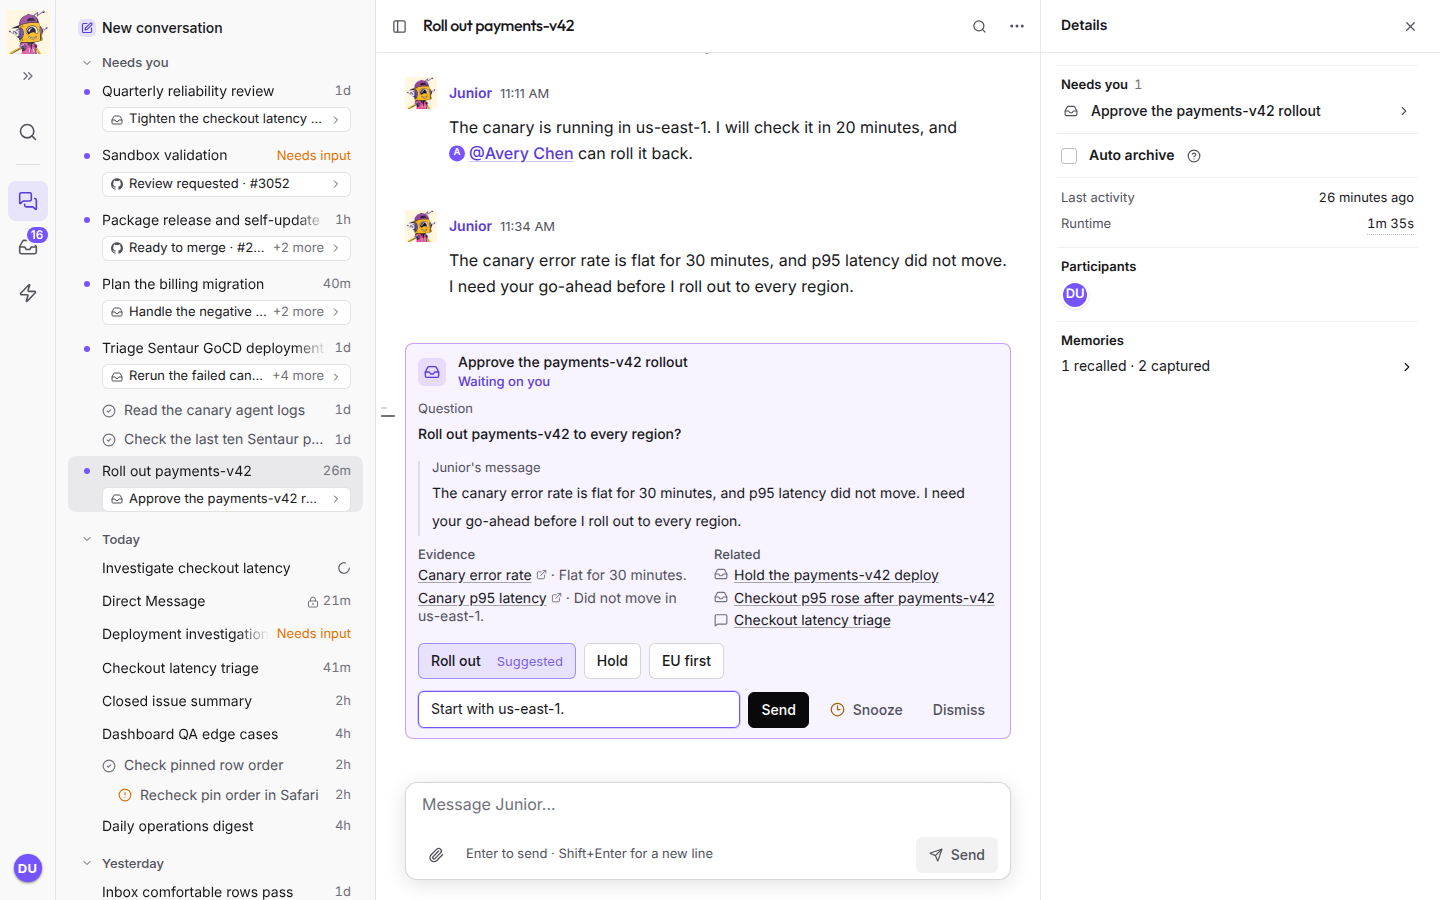 New conversation
Needs you
Quarterly reliability review 1d
Tighten the checkout latency ...
Sandbox validation Needs input
Review requested · #3052
Package release and self-update 1h
Ready to merge · #2... +2 more
Plan the billing migration 40m
Handle the negative ... +2 more
Triage Sentaur GoCD deployment 1d
Rerun the failed can... +4 more
Read the canary agent logs 1d
Check the last ten Sentaur p... 1d
Roll out payments-v42 26m
Approve the payments-v42 r...
Today
Investigate checkout latency
Direct Message 21m
Deployment investigation Needs input
Checkout latency triage 41m
Closed issue summary 2h
Dashboard QA edge cases 4h
Check pinned row order 2h
Recheck pin order in Safari 2h
Daily operations digest 4h
Yesterday
Inbox comfortable rows pass 1d
16
DU
Roll out payments-v42
Junior 11:11 AM
The canary is running in us-east-1. I will check it in 20 minutes, and
A @Avery Chen can roll it back.
Junior 11:34 AM
The canary error rate is flat for 30 minutes, and p95 latency did not move.
I need your go-ahead before I roll out to every region.
Approve the payments-v42 rollout
Waiting on you
Question
Roll out payments-v42 to every region?
Junior's message
The canary error rate is flat for 30 minutes, and p95 latency did not move. I need
your go-ahead before I roll out to every region.
Evidence
Canary error rate · Flat for 30 minutes.
Canary p95 latency · Did not move in
us-east-1.
Related
Hold the payments-v42 deploy
Checkout p95 rose after payments-v42
Checkout latency triage
Roll out Suggested
Hold
EU first
Start with us-east-1.
Send
Snooze
Dismiss
Message Junior...
Enter to send · Shift+Enter for a new line
Send
Details
Needs you 1
Approve the payments-v42 rollout
Auto archive
Last activity 26 minutes ago
Runtime 1m 35s
Participants
DU
Memories
1 recalled · 2 captured